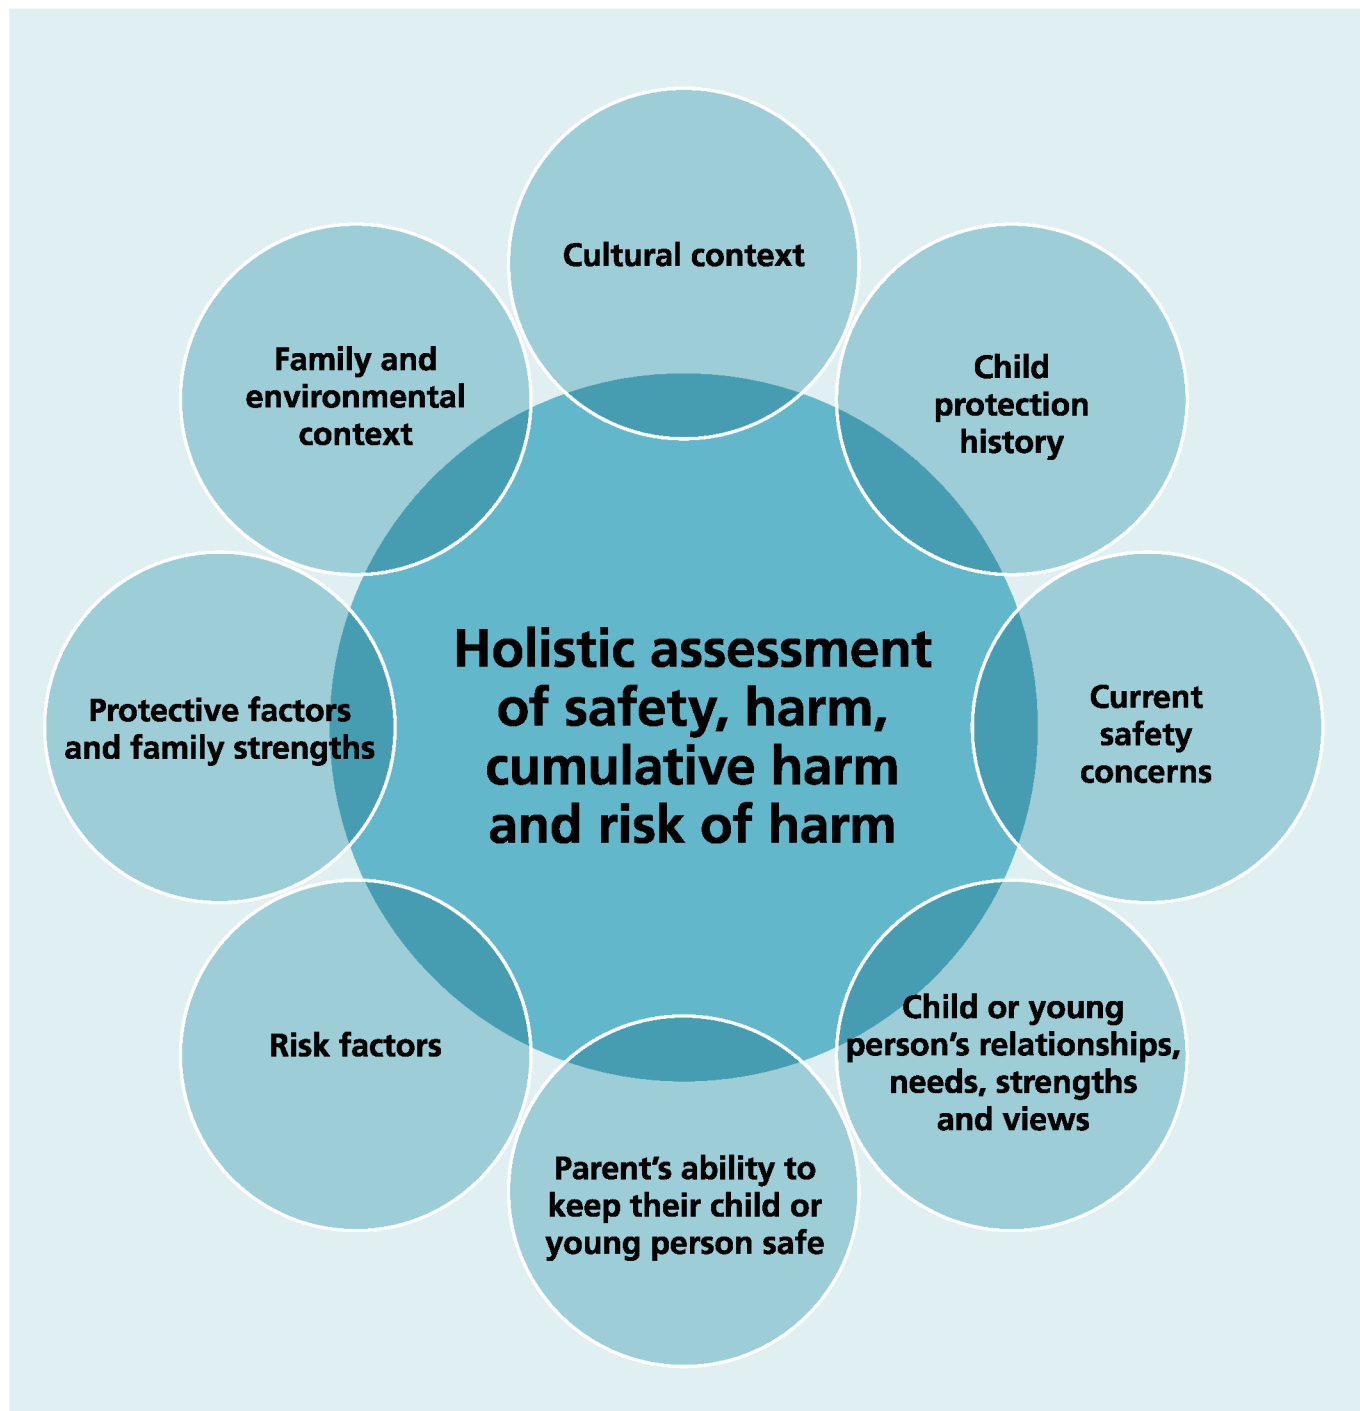 Cultural context
Family and
environmental
context
Child
protection
history
Holistic assessment
of safety, harm,
cumulative harm
and risk of harm
Protective factors
and family strengths
Current
safety
concerns
Risk factors
Child or young
person’s relationships,
needs, strengths
and views
Parent’s ability to
keep their child or
young person safe